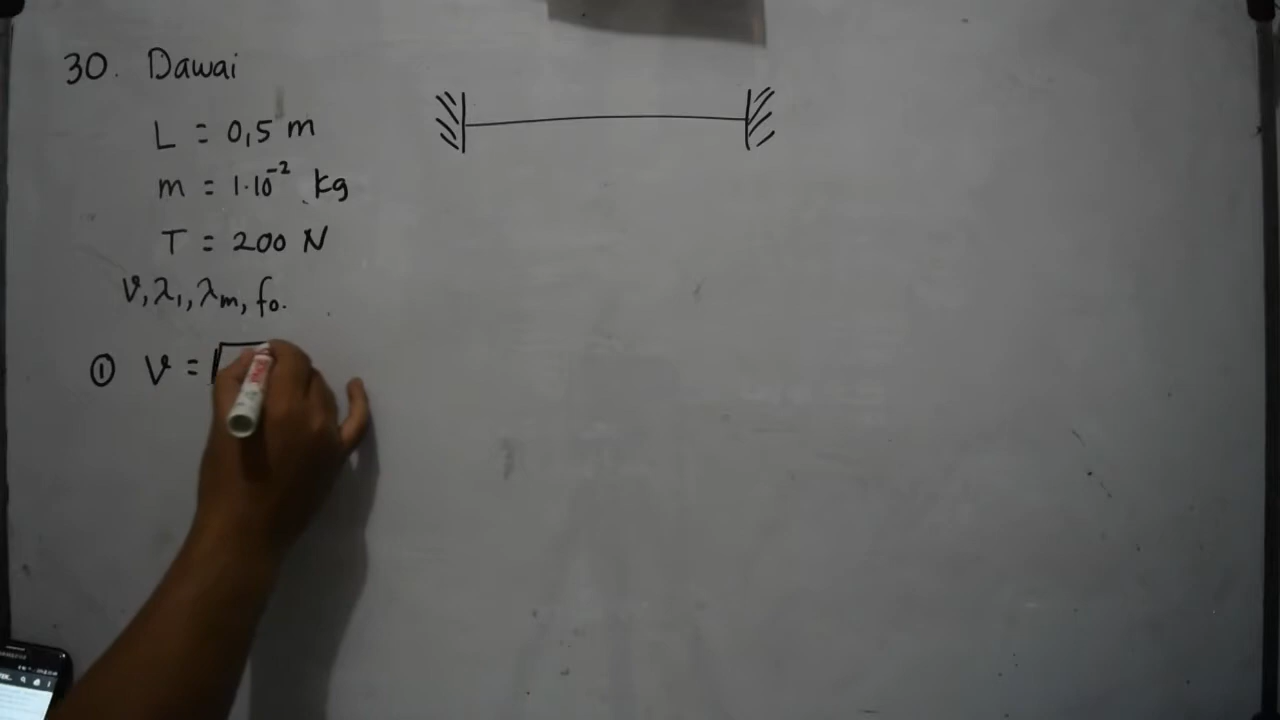 30. Dawai
L = 0,5 m
m = 1·10⁻² kg
T = 200 N
v, λ₁, λm, f₀.
① v = √